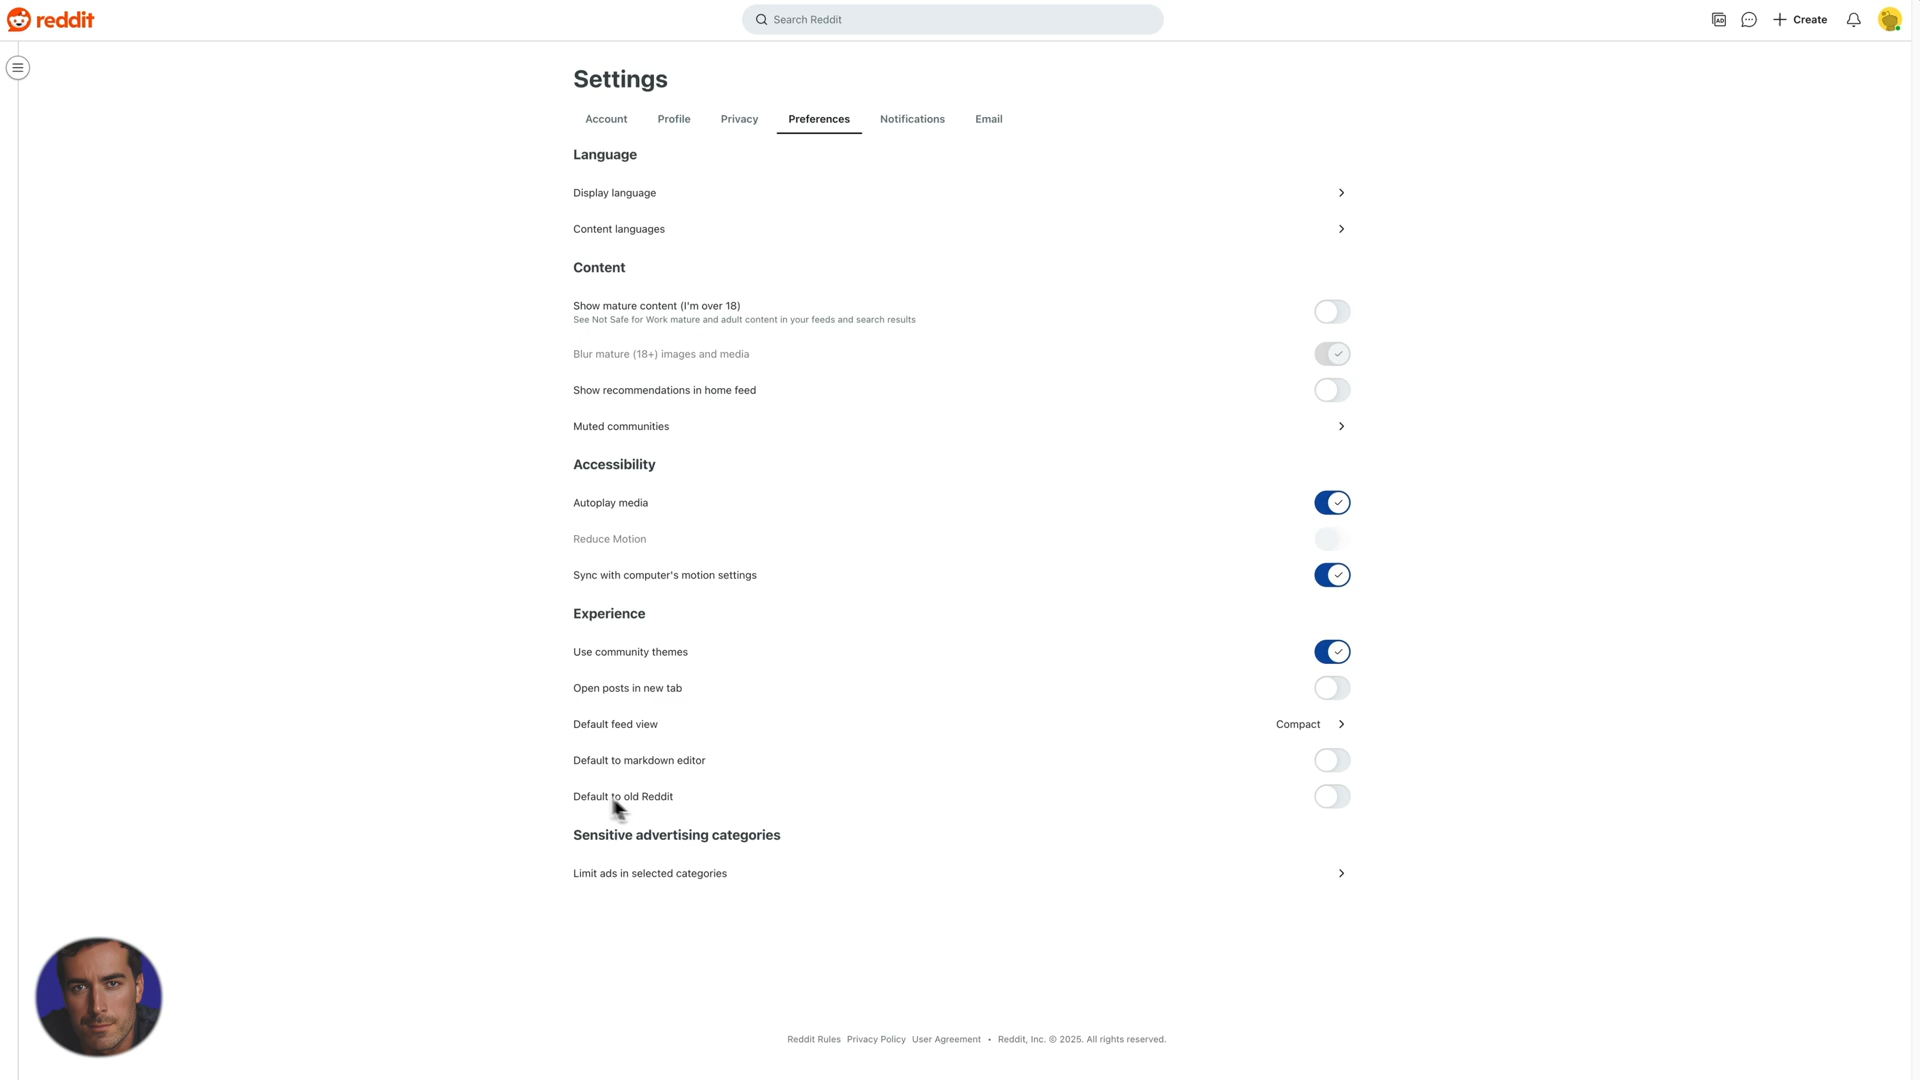 reddit
Search Reddit
AD
Create
Settings
Account Profile Privacy Preferences Notifications Email
Language
Display language
Content languages
Content
Show mature content (I'm over 18)
See Not Safe for Work mature and adult content in your feeds and search results
Blur mature (18+) images and media
Show recommendations in home feed
Muted communities
Accessibility
Autoplay media
Reduce Motion
Sync with computer's motion settings
Experience
Use community themes
Open posts in new tab
Default feed view Compact
Default to markdown editor
Default to old Reddit
Sensitive advertising categories
Limit ads in selected categories
Reddit Rules Privacy Policy User Agreement • Reddit, Inc. © 2025. All rights reserved.